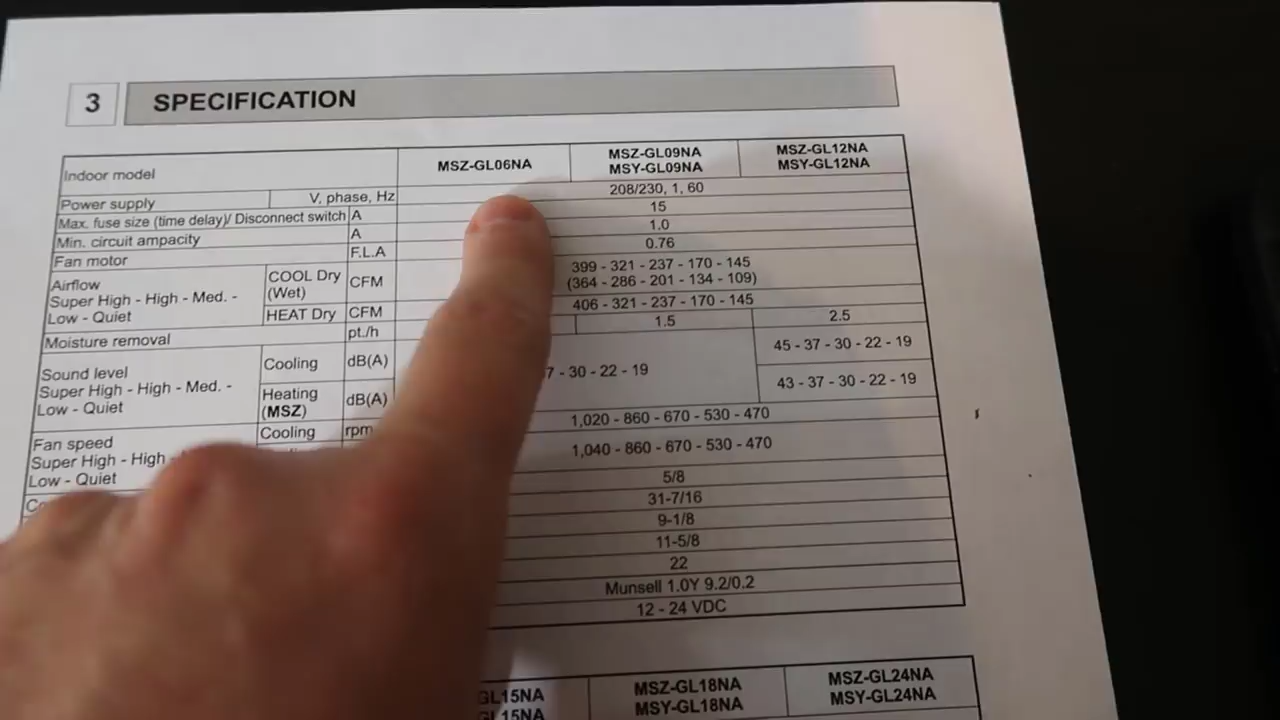 3 SPECIFICATION
Indoor model MSZ-GL06NA MSZ-GL09NA MSZ-GL12NA
MSY-GL09NA MSY-GL12NA
Power supply V, phase, Hz 208/230, 1, 60
Max. fuse size (time delay)/ Disconnect switch A 15
Min. circuit ampacity A 1.0
Fan motor F.L.A 0.76
Airflow
Super High - High - Med. -
Low - Quiet
COOL Dry
(Wet)
CFM
399 - 321 - 237 - 170 - 145
(364 - 286 - 201 - 134 - 109)
HEAT Dry CFM 406 - 321 - 237 - 170 - 145
Moisture removal pt./h 1.5 2.5
Sound level
Super High - High - Med. -
Low - Quiet
Cooling dB(A) 45 - 37 - 30 - 22 - 19
7 - 30 - 22 - 19
Heating
(MSZ)
dB(A) 43 - 37 - 30 - 22 - 19
Fan speed
Super High - High -
Low - Quiet
Cooling rpm 1,020 - 860 - 670 - 530 - 470
1,040 - 860 - 670 - 530 - 470
5/8
31-7/16
9-1/8
11-5/8
22
Munsell 1.0Y 9.2/0.2
12 - 24 VDC
GL15NA MSZ-GL18NA MSZ-GL24NA
GL15NA MSY-GL18NA MSY-GL24NA